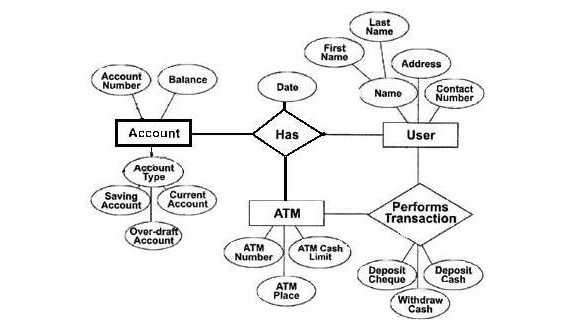 Last
Name
First
Name
Address
Account
Number
Balance
Date
Name
Contact
Number
Account
Has
User
Account
Type
Saving
Account
Current
Account
Over-draft
Account
ATM
Performs
Transaction
ATM
Number
ATM Cash
Limit
ATM
Place
Deposit
Cheque
Deposit
Cash
Withdraw
Cash